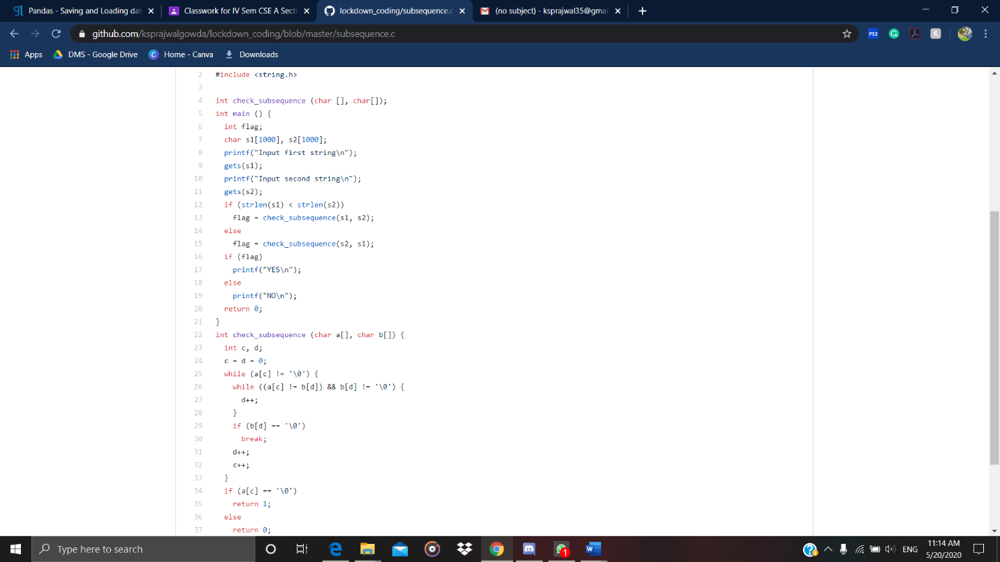 Pandas - Saving and Loading dat
Classwork for IV Sem CSE A Secti
lockdown_coding/subsequence.c
(no subject) - ksprajwal35@gmai
github.com/ksprajwalgowda/lockdown_coding/blob/master/subsequence.c
PS2
Apps
DMS - Google Drive
Home - Canva
Downloads
2 #include <string.h>
3
4 int check_subsequence (char [], char[]);
5 int main () {
6 int flag;
7 char s1[1000], s2[1000];
8 printf("Input first string\n");
9 gets(s1);
10 printf("Input second string\n");
11 gets(s2);
12 if (strlen(s1) < strlen(s2))
13 flag = check_subsequence(s1, s2);
14 else
15 flag = check_subsequence(s2, s1);
16 if (flag)
17 printf("YES\n");
18 else
19 printf("NO\n");
20 return 0;
21 }
22 int check_subsequence (char a[], char b[]) {
23 int c, d;
24 c = d = 0;
25 while (a[c] != '\0') {
26 while ((a[c] != b[d]) && b[d] != '\0') {
27 d++;
28 }
29 if (b[d] == '\0')
30 break;
31 d++;
32 c++;
33 }
34 if (a[c] == '\0')
35 return 1;
36 else
37 return 0;
Type here to search
1
ENG
11:14 AM
5/20/2020